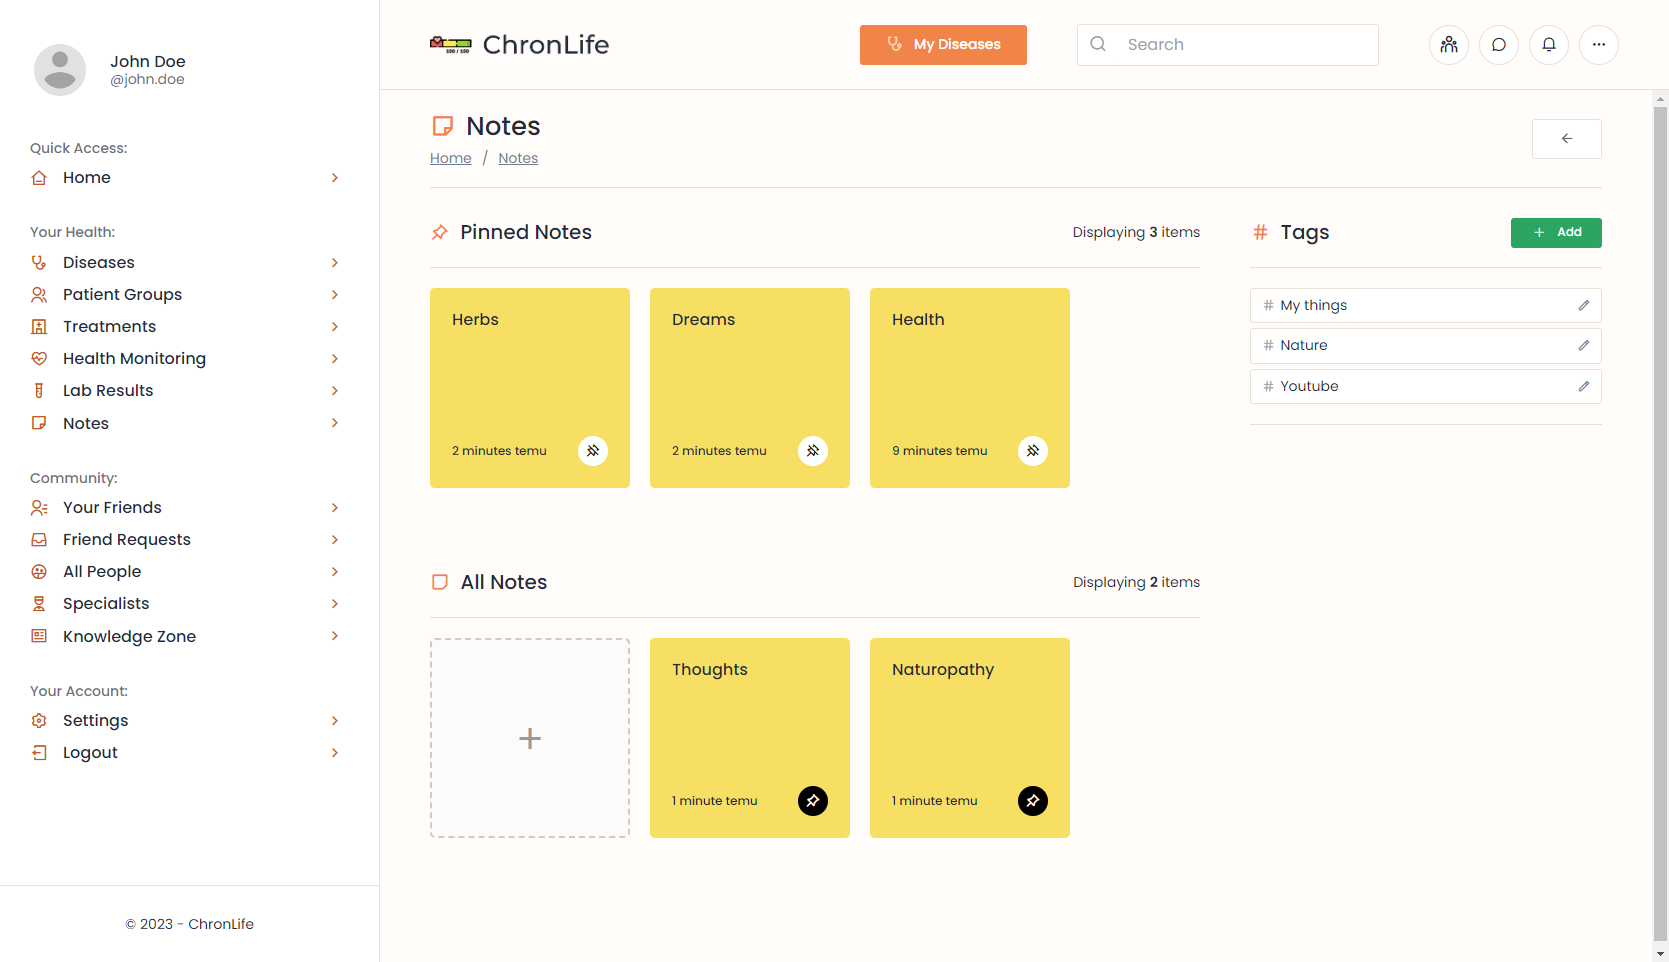 John Doe
@john.doe
Quick Access:
Home
Your Health:
Diseases
Patient Groups
Treatments
Health Monitoring
Lab Results
Notes
Community:
Your Friends
Friend Requests
All People
Specialists
Knowledge Zone
Your Account:
Settings
Logout
© 2023 - ChronLife
100 / 100
ChronLife
My Diseases
Search
Notes
Home / Notes
Pinned Notes
Displaying 3 items
Herbs
2 minutes temu
Dreams
2 minutes temu
Health
9 minutes temu
All Notes
Displaying 2 items
+
Thoughts
1 minute temu
Naturopathy
1 minute temu
# Tags
+ Add
# My things
# Nature
# Youtube